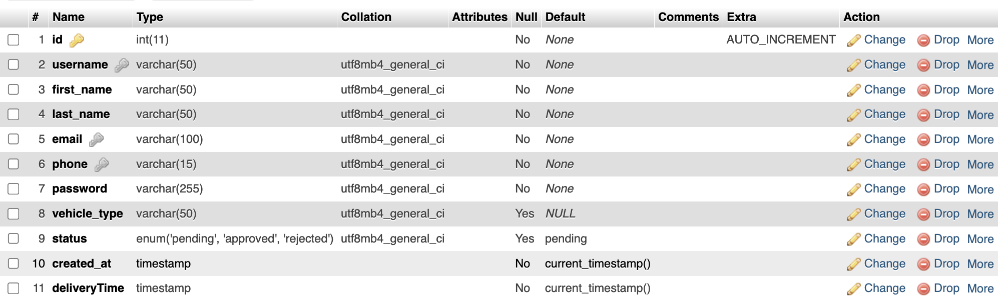 # Name Type Collation Attributes Null Default Comments Extra Action
1 id int(11) No None AUTO_INCREMENT Change Drop More
2 username varchar(50) utf8mb4_general_ci No None Change Drop More
3 first_name varchar(50) utf8mb4_general_ci No None Change Drop More
4 last_name varchar(50) utf8mb4_general_ci No None Change Drop More
5 email varchar(100) utf8mb4_general_ci No None Change Drop More
6 phone varchar(15) utf8mb4_general_ci No None Change Drop More
7 password varchar(255) utf8mb4_general_ci No None Change Drop More
8 vehicle_type varchar(50) utf8mb4_general_ci Yes NULL Change Drop More
9 status enum('pending', 'approved', 'rejected') utf8mb4_general_ci Yes pending Change Drop More
10 created_at timestamp No current_timestamp() Change Drop More
11 deliveryTime timestamp No current_timestamp() Change Drop More